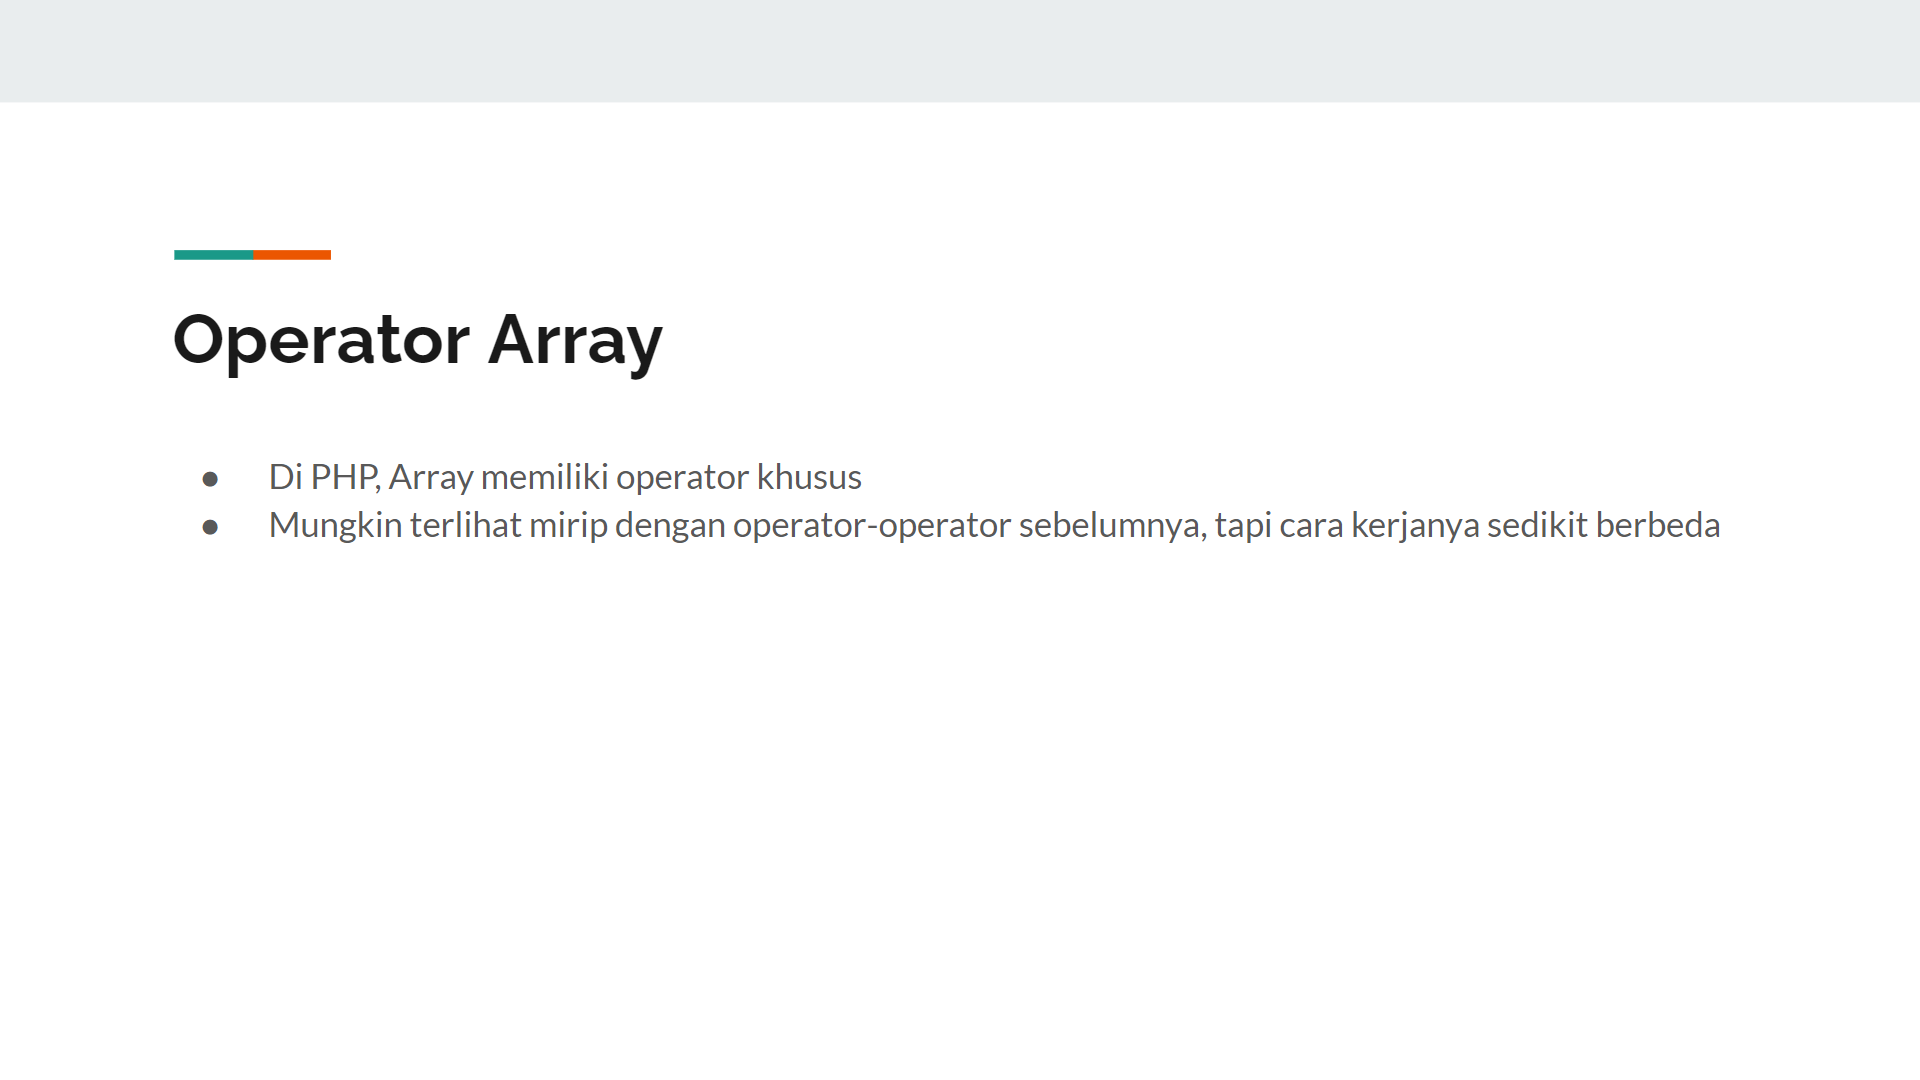 Operator Array
● Di PHP, Array memiliki operator khusus
● Mungkin terlihat mirip dengan operator-operator sebelumnya, tapi cara kerjanya sedikit berbeda